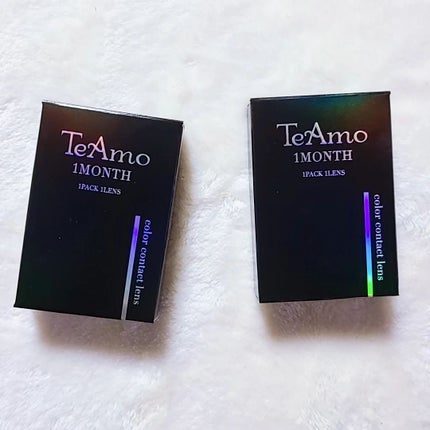 TeAmo
1MONTH
1PACK 1LENS
color contact lens
TeAmo
1MONTH
1PACK 1LENS
color contact lens